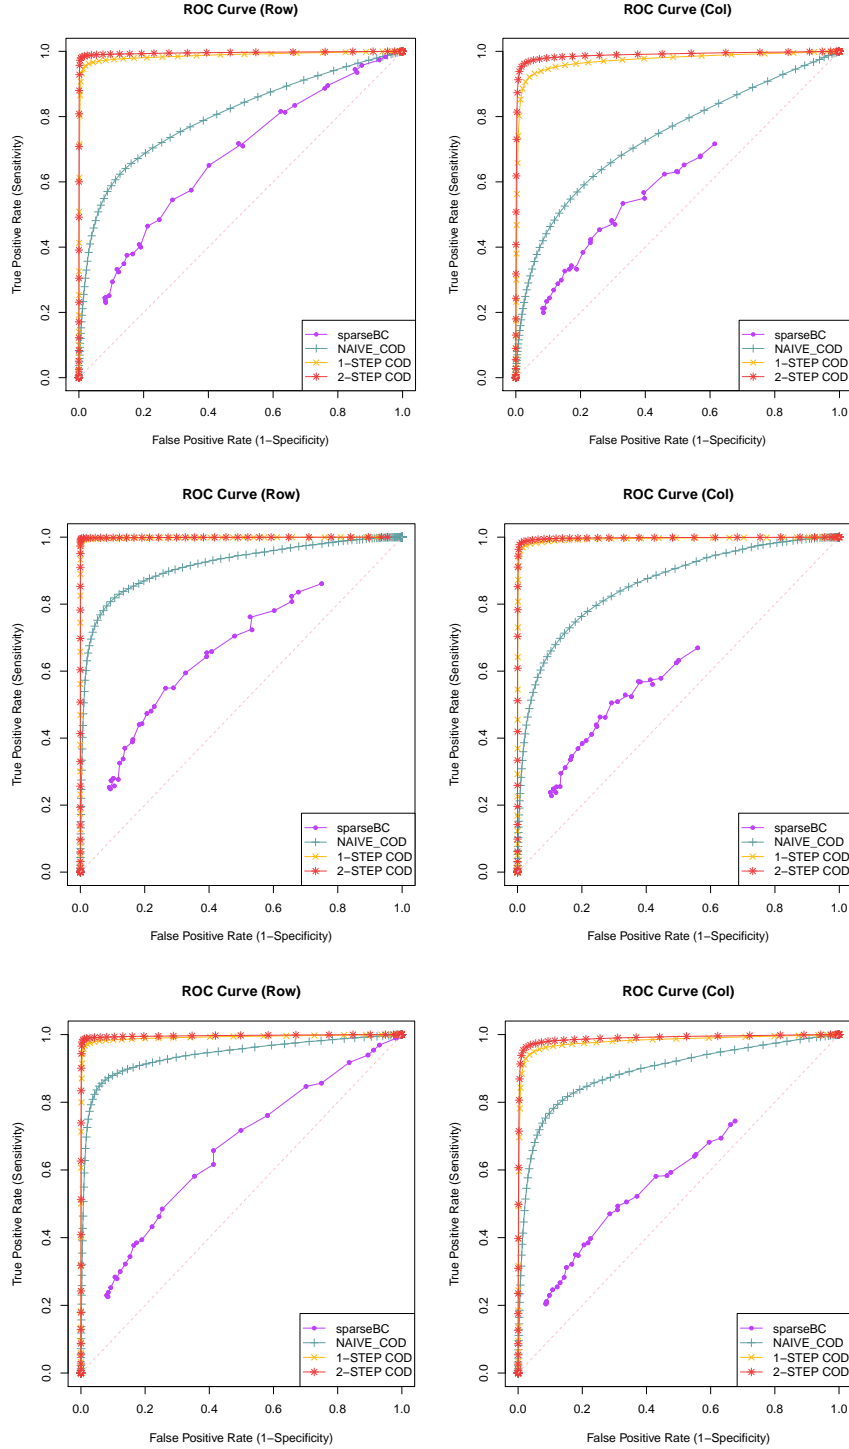 ROC Curve (Row)
True Positive Rate (Sensitivity)
1.0
0.8
0.6
0.4
0.2
0.0
sparseBC
NAIVE_COD
1−STEP COD
2−STEP COD
0.0 0.2 0.4 0.6 0.8 1.0
False Positive Rate (1−Specificity)
ROC Curve (Col)
True Positive Rate (Sensitivity)
1.0
0.8
0.6
0.4
0.2
0.0
sparseBC
NAIVE_COD
1−STEP COD
2−STEP COD
0.0 0.2 0.4 0.6 0.8 1.0
False Positive Rate (1−Specificity)
ROC Curve (Row)
True Positive Rate (Sensitivity)
1.0
0.8
0.6
0.4
0.2
0.0
sparseBC
NAIVE_COD
1−STEP COD
2−STEP COD
0.0 0.2 0.4 0.6 0.8 1.0
False Positive Rate (1−Specificity)
ROC Curve (Col)
True Positive Rate (Sensitivity)
1.0
0.8
0.6
0.4
0.2
0.0
sparseBC
NAIVE_COD
1−STEP COD
2−STEP COD
0.0 0.2 0.4 0.6 0.8 1.0
False Positive Rate (1−Specificity)
ROC Curve (Row)
True Positive Rate (Sensitivity)
1.0
0.8
0.6
0.4
0.2
0.0
sparseBC
NAIVE_COD
1−STEP COD
2−STEP COD
0.0 0.2 0.4 0.6 0.8 1.0
False Positive Rate (1−Specificity)
ROC Curve (Col)
True Positive Rate (Sensitivity)
1.0
0.8
0.6
0.4
0.2
0.0
sparseBC
NAIVE_COD
1−STEP COD
2−STEP COD
0.0 0.2 0.4 0.6 0.8 1.0
False Positive Rate (1−Specificity)